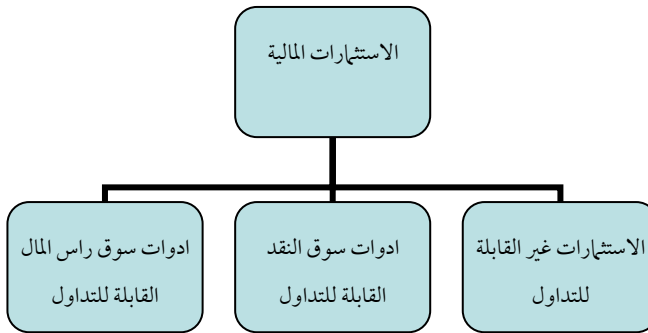 الاستثمارات المالية
الاستثمارات غير القابلة
للتداول
ادوات سوق النقد
القابلة للتداول
ادوات سوق راس المال
القابلة للتداول